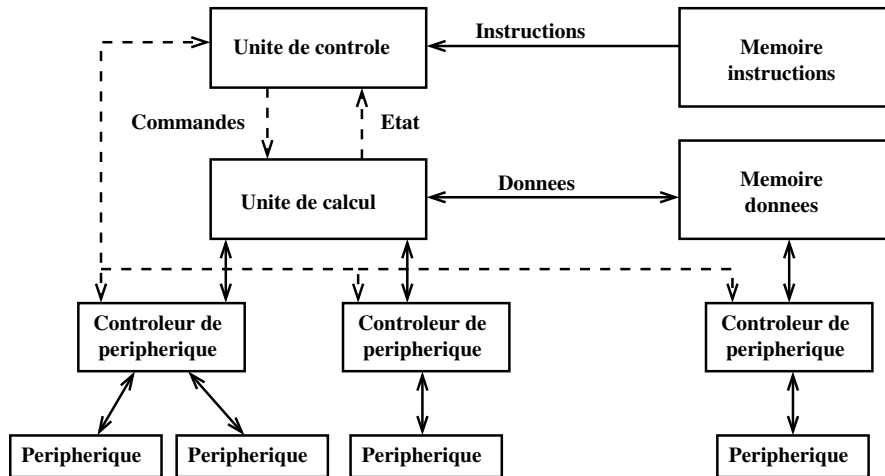 Unite de controle
Instructions
Memoire
instructions
Commandes
Etat
Unite de calcul
Donnees
Memoire
donnees
Controleur de
peripherique
Controleur de
peripherique
Controleur de
peripherique
Peripherique
Peripherique
Peripherique
Peripherique